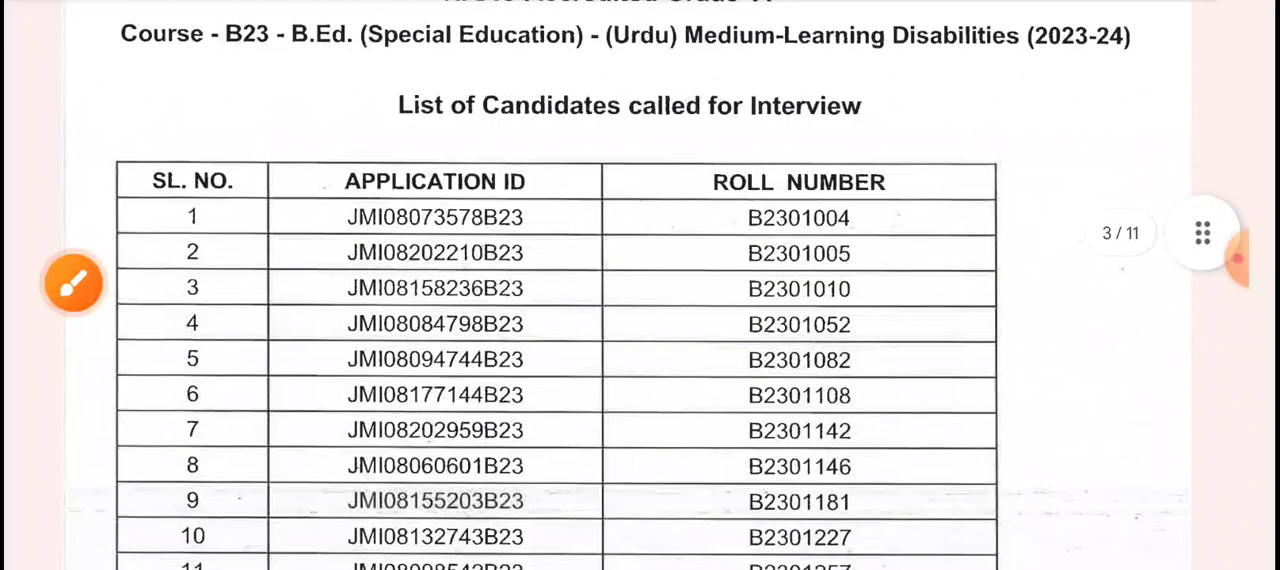 Course - B23 - B.Ed. (Special Education) - (Urdu) Medium-Learning Disabilities (2023-24)
List of Candidates called for Interview
SL. NO. APPLICATION ID ROLL NUMBER
1 JMI08073578B23 B2301004
2 JMI08202210B23 B2301005
3 JMI08158236B23 B2301010
3 / 11
4 JMI08084798B23 B2301052
5 JMI08094744B23 B2301082
6 JMI08177144B23 B2301108
7 JMI08202959B23 B2301142
8 JMI08060601B23 B2301146
9 JMI08155203B23 B2301181
10 JMI08132743B23 B2301227